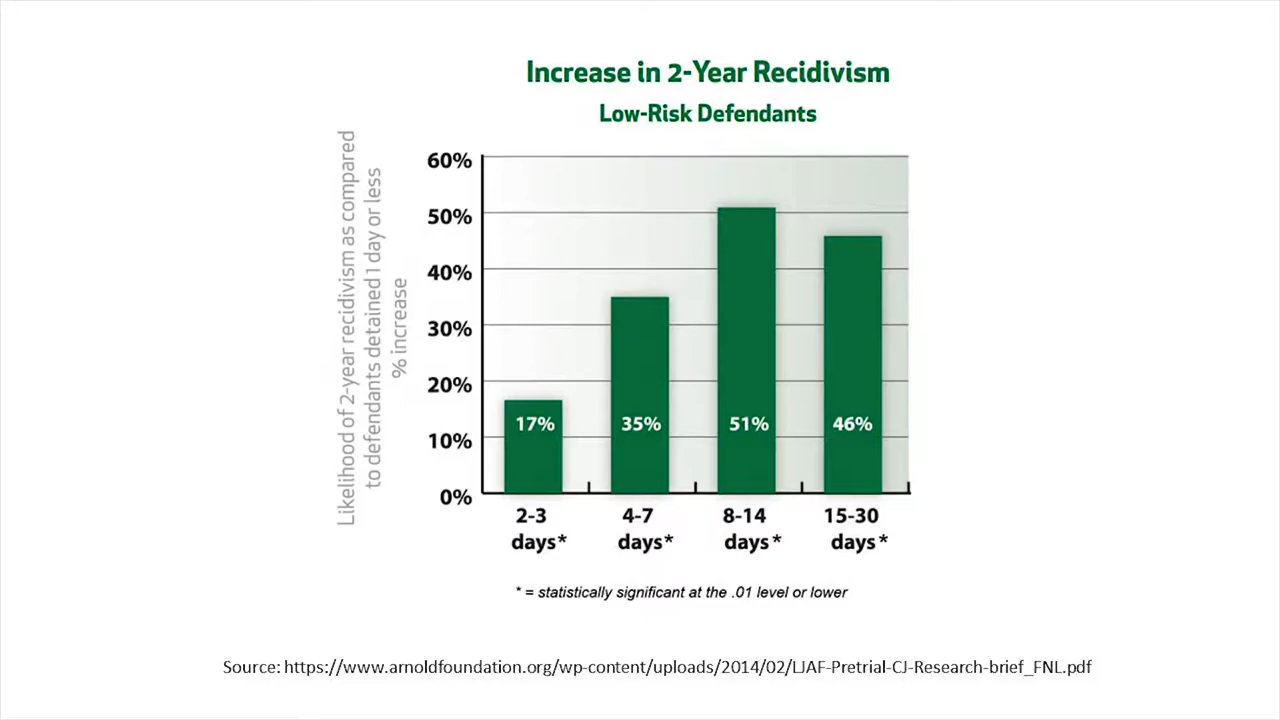 Increase in 2-Year Recidivism
Low-Risk Defendants
Likelihood of 2-year recidivism as compared
to defendants detained 1 day or less
% increase
60%
50%
40%
30%
20%
10%
0%
17%
35%
51%
46%
2-3
days*
4-7
days*
8-14
days*
15-30
days*
* = statistically significant at the .01 level or lower
Source: https://www.arnoldfoundation.org/wp-content/uploads/2014/02/LJAF-Pretrial-CJ-Research-brief_FNL.pdf